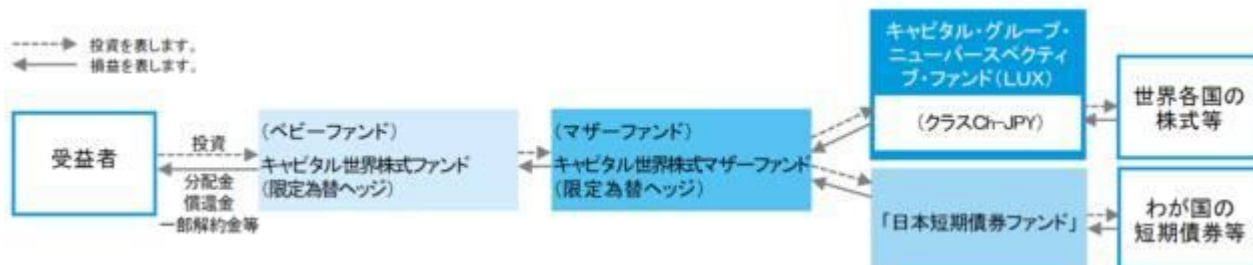 投資を表します。
損益を表します。
受益者
投資
分配金
償還金
一部解約金等
(ベビーファンド)
キャピタル世界株式ファンド
(限定為替ヘッジ)
(マザーファンド)
キャピタル世界株式マザーファンド
(限定為替ヘッジ)
キャピタル・グループ・
ニューパースペクティ
ブ・ファンド(LUX)
(クラスCh-JPY)
世界各国の
株式等
「日本短期債券ファンド」
わが国の
短期債券等